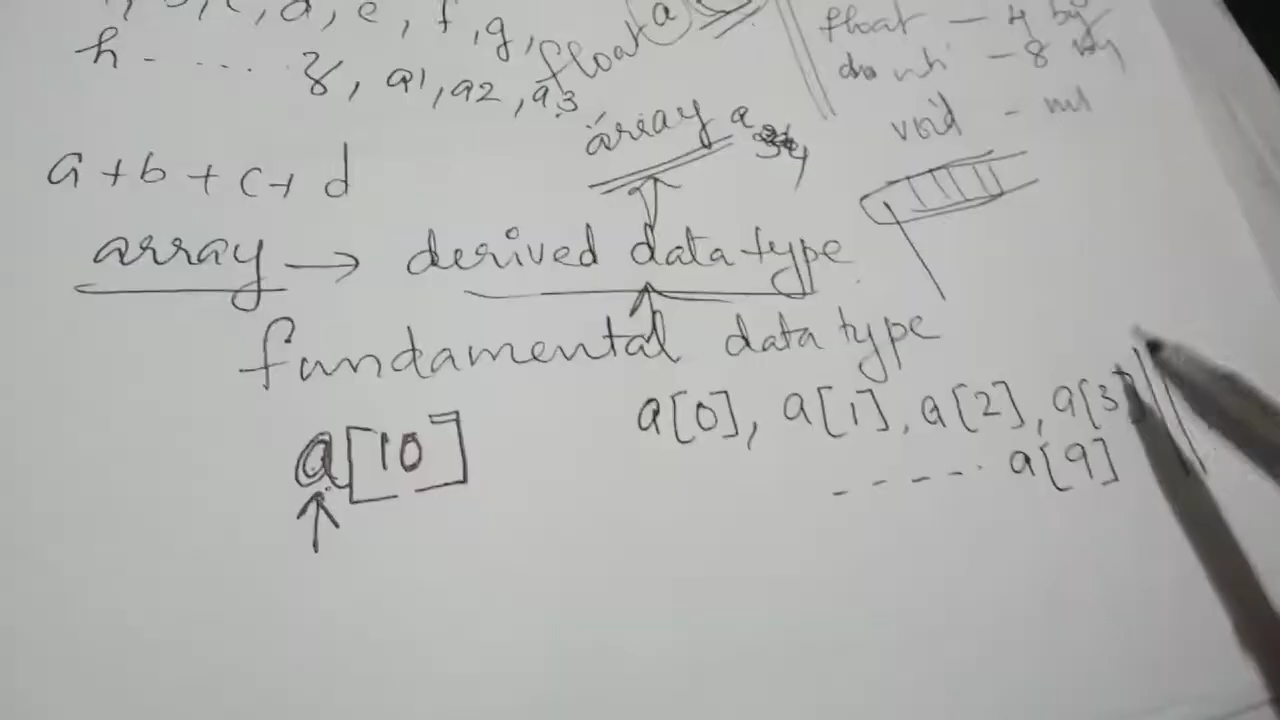 d, e, f, g,
h - .... z, a1, a2, a3
float a
float - 4 by
- 8
void -
array a
a + b + c + d
array → derived data type
fundamental data type
a[10]
a[0], a[1], a[2], a[3]
- - - - - . a[9]